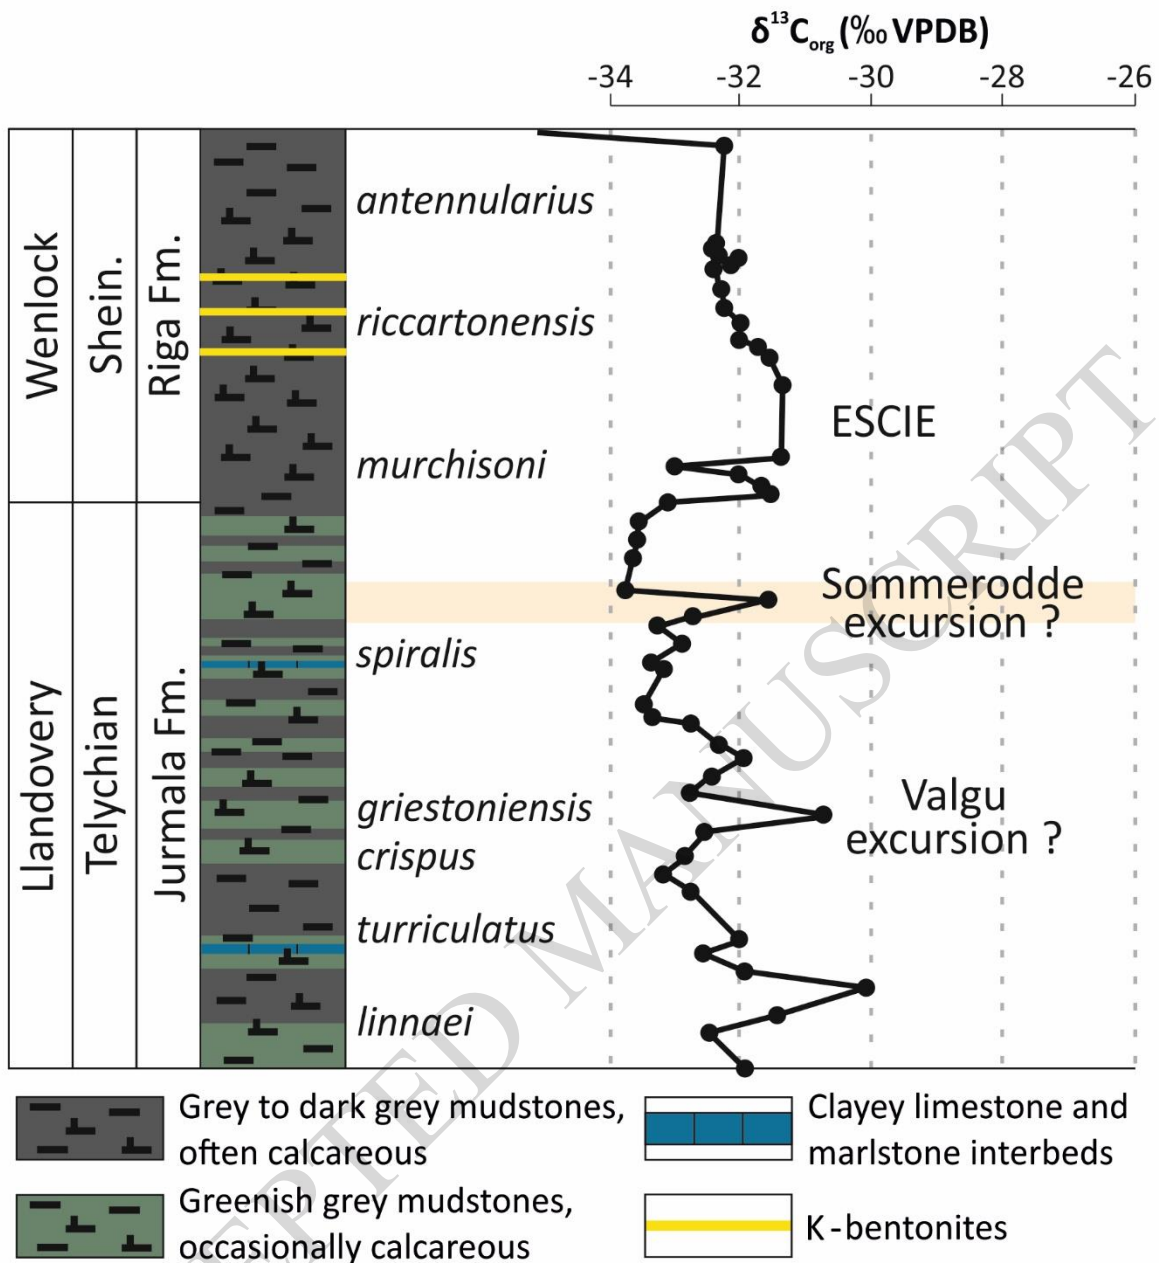 δ¹³Corg (‰ VPDB)
-34 -32 -30 -28 -26
Wenlock
Shein.
Riga Fm.
Llandovery
Telychian
Jurmala Fm.
antennularius
riccartonensis
murchisoni
spiralis
griestoniensis
crispus
turriculatus
linnaei
ESCIE
Sommerodde
excursion ?
Valgu
excursion ?
Grey to dark grey mudstones,
often calcareous
Greenish grey mudstones,
occasionally calcareous
Clayey limestone and
marlstone interbeds
K-bentonites
EPTED MANUSCRIPT